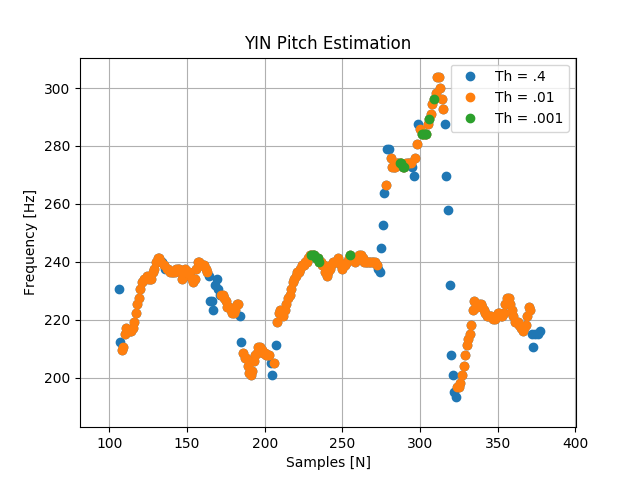 YIN Pitch Estimation
Th = .4
Th = .01
Th = .001
Frequency [Hz]
300
280
260
240
220
200
100 150 200 250 300 350 400
Samples [N]